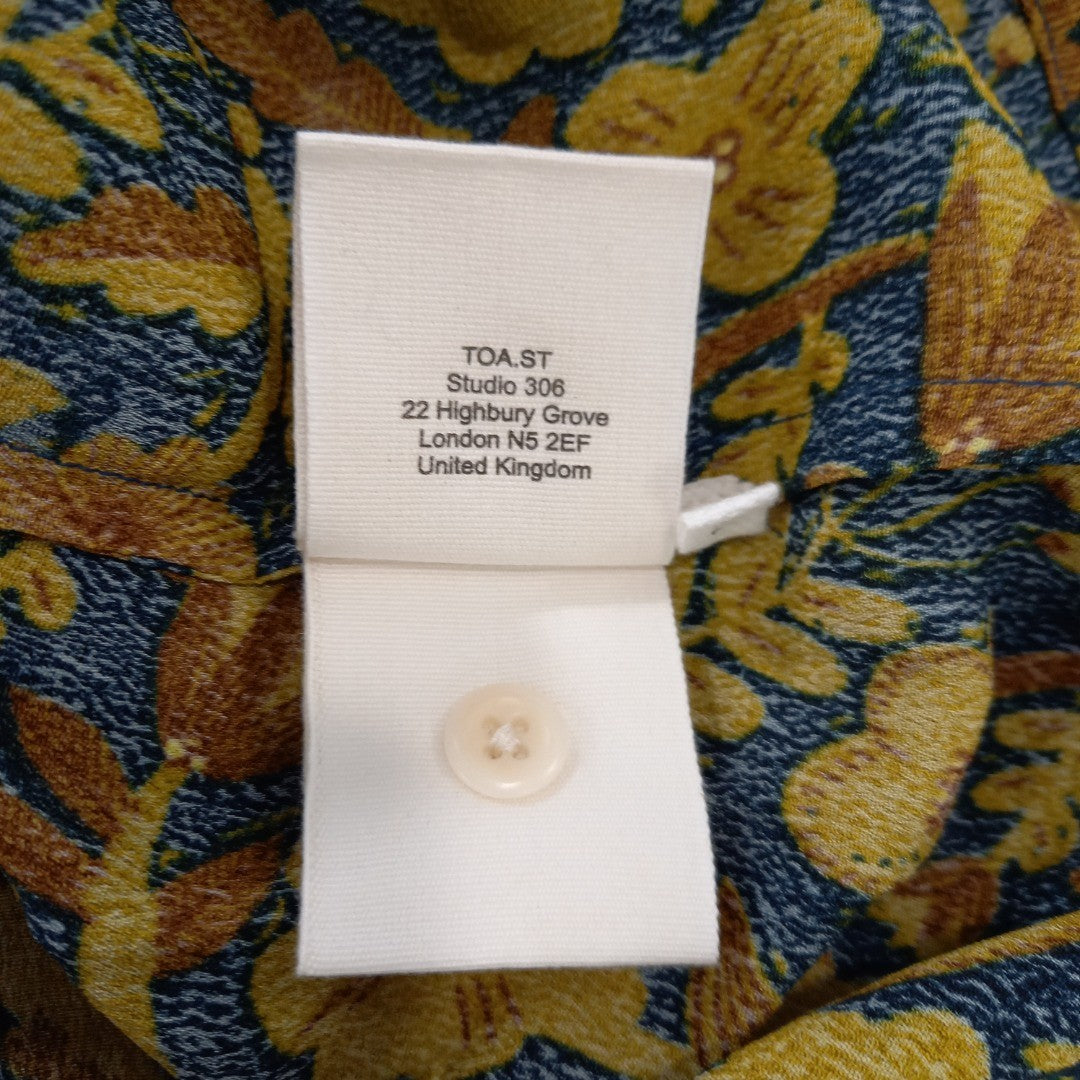 TOA.ST
Studio 306
22 Highbury Grove
London N5 2EF
United Kingdom